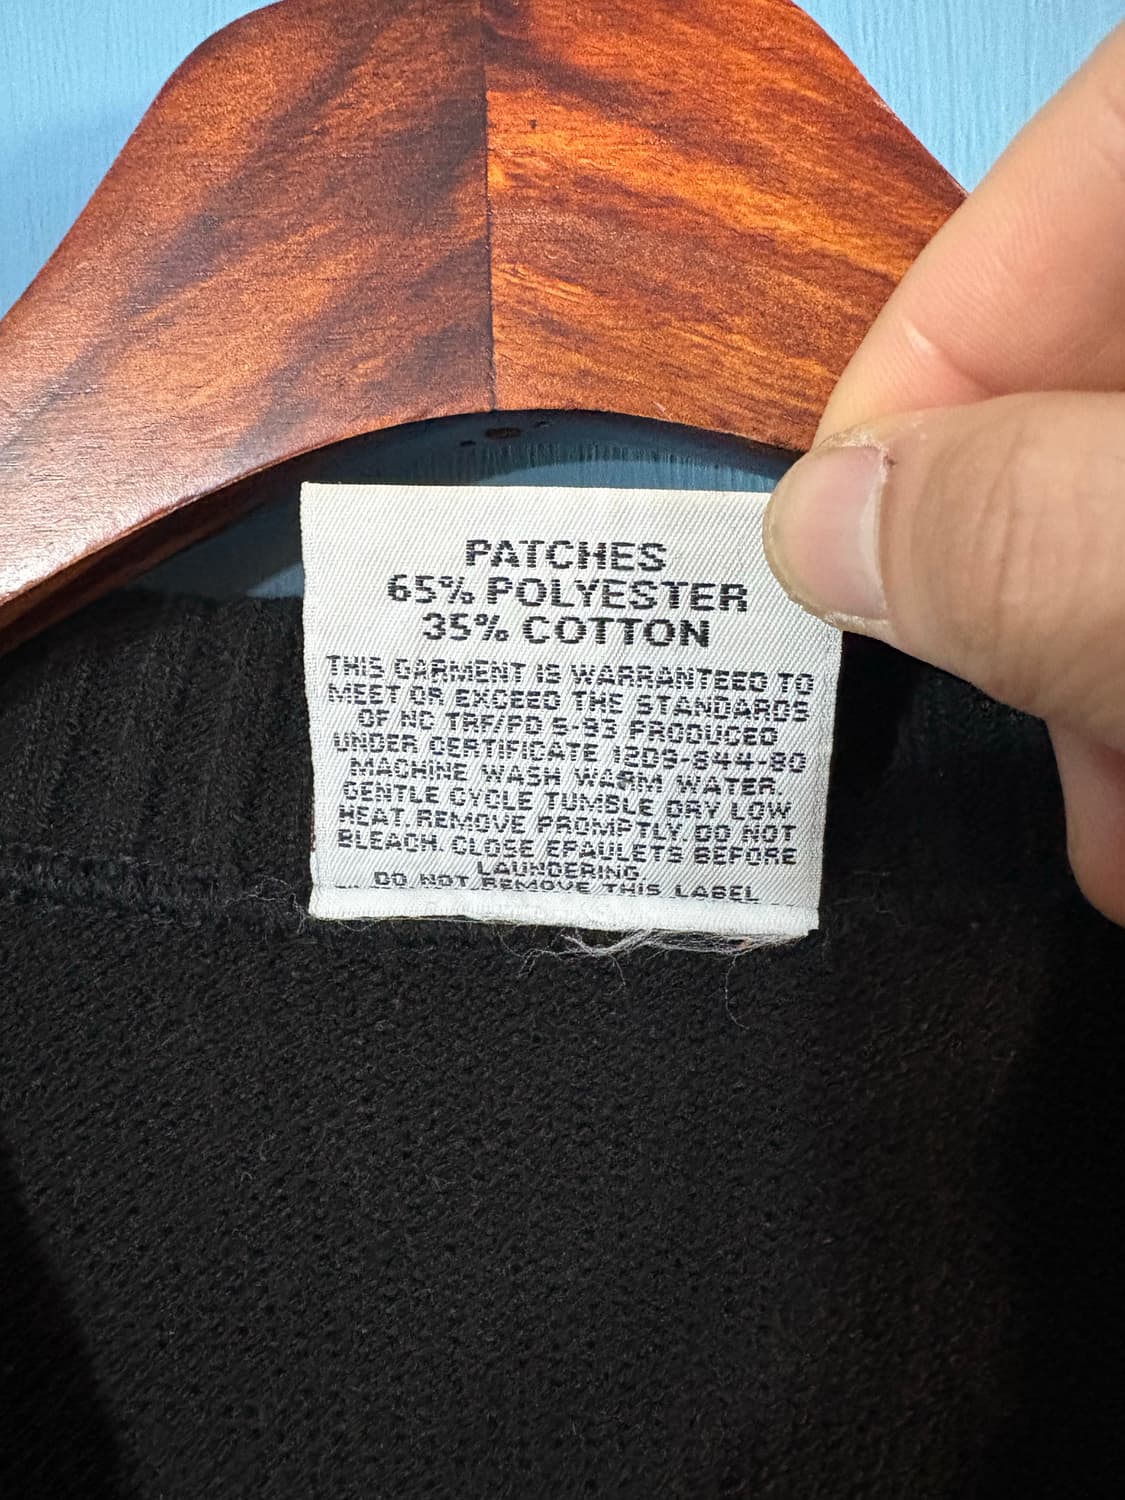 PATCHES
65% POLYESTER
35% COTTON
THIS GARMENT IS WARRANTEED TO
MEET OR EXCEED THE STANDARDS
OF NC TRF/PD 5-93 PRODUCED
UNDER CERTIFICATE 1209-844-80
MACHINE WASH WARM WATER.
GENTLE CYCLE TUMBLE DRY LOW
HEAT. REMOVE PROMPTLY. DO NOT
BLEACH. CLOSE EPAULETS BEFORE
LAUNDERING.
DO NOT REMOVE THIS LABEL